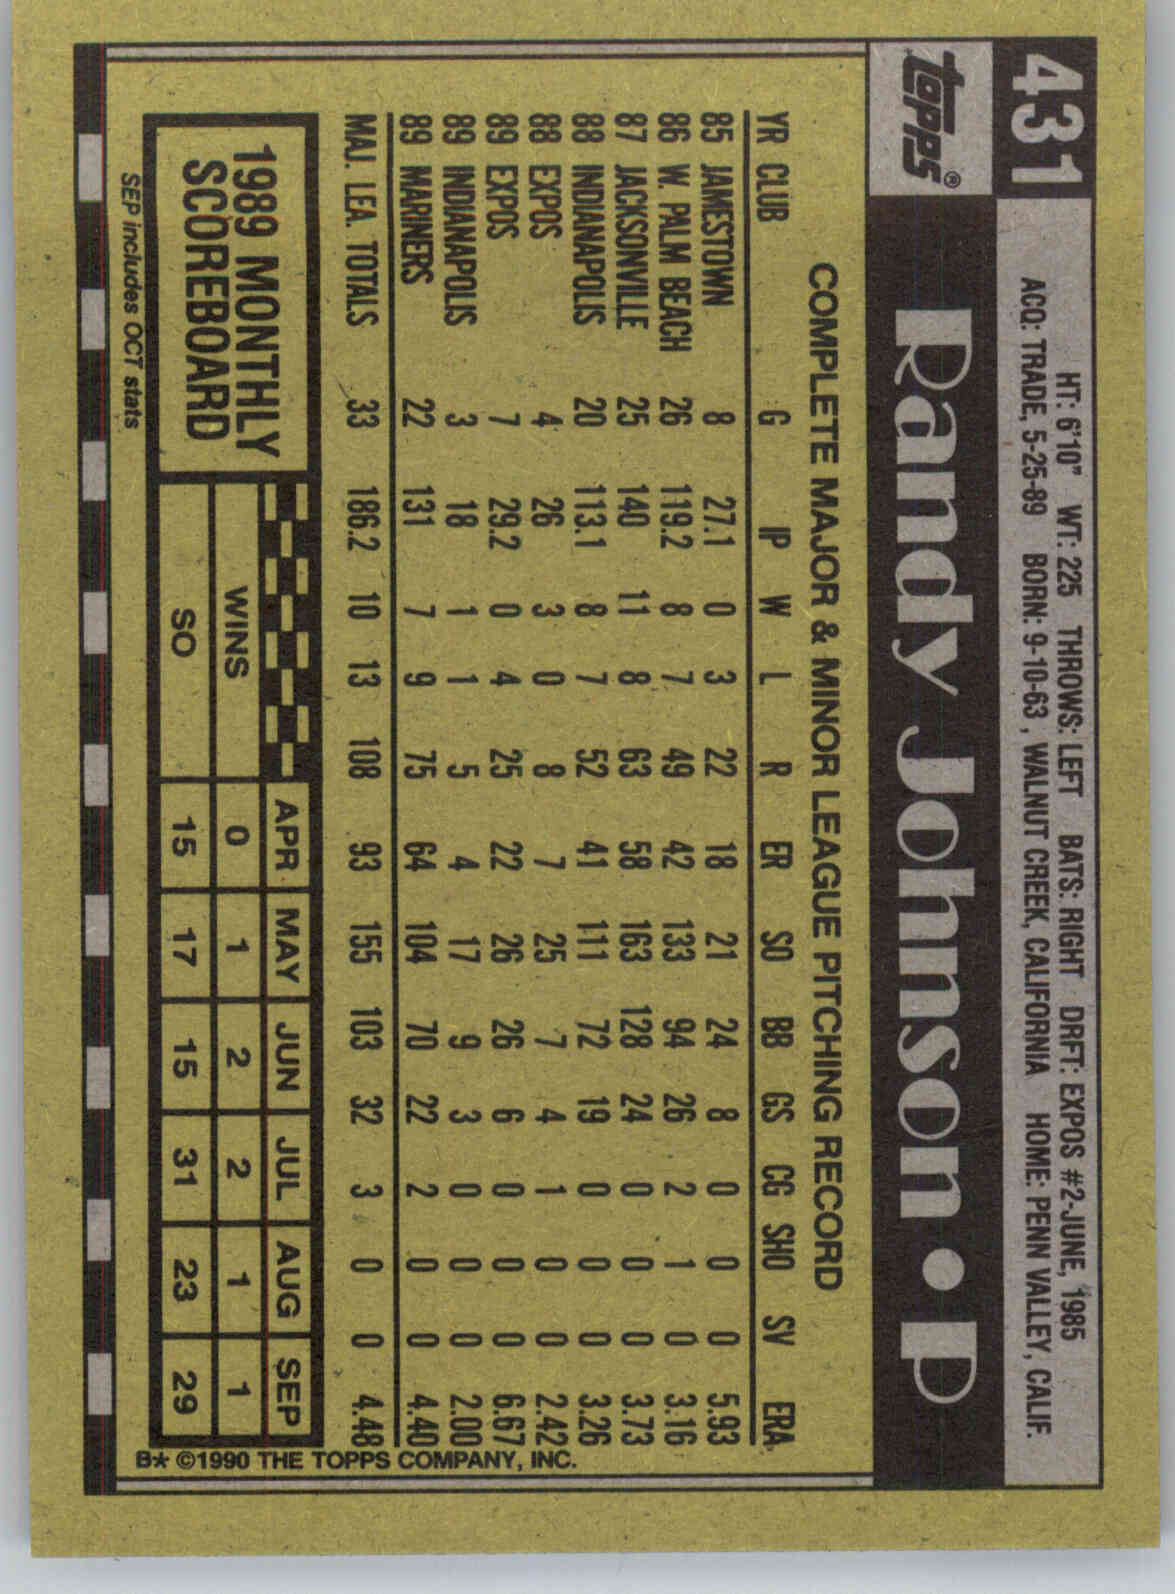 431
HT: 6'10" WT: 225 THROWS: LEFT BATS: RIGHT DRFT: EXPOS #2-JUNE, 1985
ACQ: TRADE, 5-25-89 BORN: 9-10-63, WALNUT CREEK, CALIFORNIA HOME: PENN VALLEY, CALIF.
topps®
Randy Johnson • P
COMPLETE MAJOR & MINOR LEAGUE PITCHING RECORD
YR CLUB G IP W L R ER SO BB GS CG SHO SV ERA
85 JAMESTOWN 8 27.1 0 3 22 18 21 24 8 0 0 0 5.93
86 W. PALM BEACH 26 119.2 8 7 49 42 133 94 26 2 1 0 3.16
87 JACKSONVILLE 25 140 11 8 63 58 163 128 24 0 0 0 3.73
88 INDIANAPOLIS 20 113.1 8 7 52 41 111 72 19 0 0 0 3.26
88 EXPOS 4 26 3 0 8 7 25 7 4 1 0 0 2.42
89 EXPOS 7 29.2 0 4 25 22 26 26 6 0 0 0 6.67
89 INDIANAPOLIS 3 18 1 1 5 4 17 9 3 0 0 0 2.00
89 MARINERS 22 131 7 9 75 64 104 70 22 2 0 0 4.40
MAJ. LEA. TOTALS 33 186.2 10 13 108 93 155 103 32 3 0 0 4.48
1989 MONTHLY
SCOREBOARD
APR MAY JUN JUL AUG SEP
WINS 0 1 2 2 1 1
SO 15 17 15 31 23 29
SEP includes OCT stats
B* ©1990 THE TOPPS COMPANY, INC.